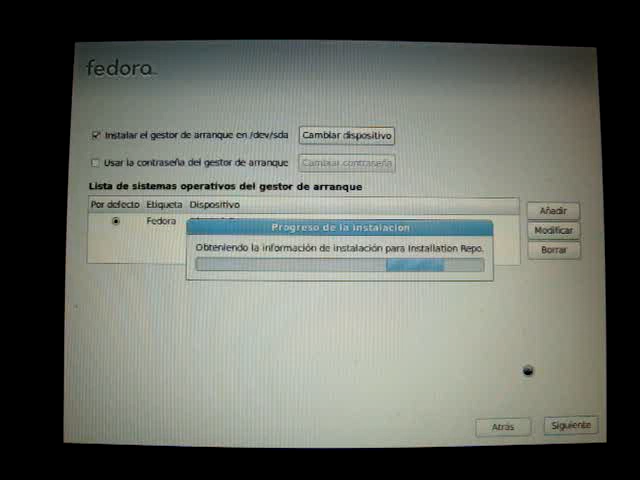 fedora
Instalar el gestor de arranque en /dev/sda
Cambiar dispositivo
Usar la contraseña del gestor de arranque
Cambiar contraseña
Lista de sistemas operativos del gestor de arranque
Por defecto Etiqueta Dispositivo
Fedora
Añadir
Progreso de la instalación
Modificar
Obteniendo la información de instalación para Installation Repo.
Borrar
Atrás
Siguiente